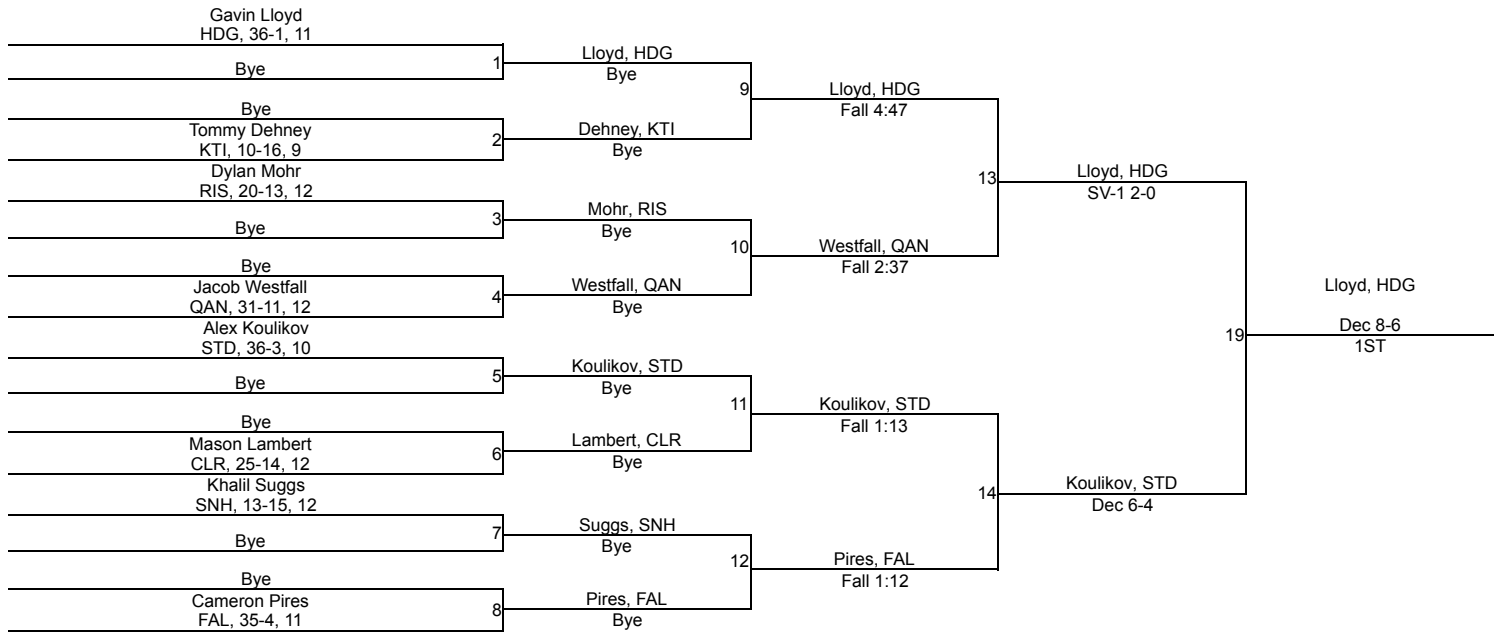 Gavin Lloyd
HDG, 36-1, 11
Bye
1
Bye
Tommy Dehney
KTI, 10-16, 9
2
Dylan Mohr
RIS, 20-13, 12
Bye
3
Bye
Jacob Westfall
QAN, 31-11, 12
4
Alex Koulikov
STD, 36-3, 10
Bye
5
Bye
Mason Lambert
CLR, 25-14, 12
6
Khalil Suggs
SNH, 13-15, 12
Bye
7
Bye
Cameron Pires
FAL, 35-4, 11
8
Lloyd, HDG
Bye
9
Dehney, KTI
Bye
Mohr, RIS
Bye
10
Westfall, QAN
Bye
Koulikov, STD
Bye
11
Lambert, CLR
Bye
Suggs, SNH
Bye
12
Pires, FAL
Bye
Lloyd, HDG
Fall 4:47
13
Westfall, QAN
Fall 2:37
Koulikov, STD
Fall 1:13
14
Pires, FAL
Fall 1:12
Lloyd, HDG
SV-1 2-0
19
Koulikov, STD
Dec 6-4
Lloyd, HDG
Dec 8-6
1ST